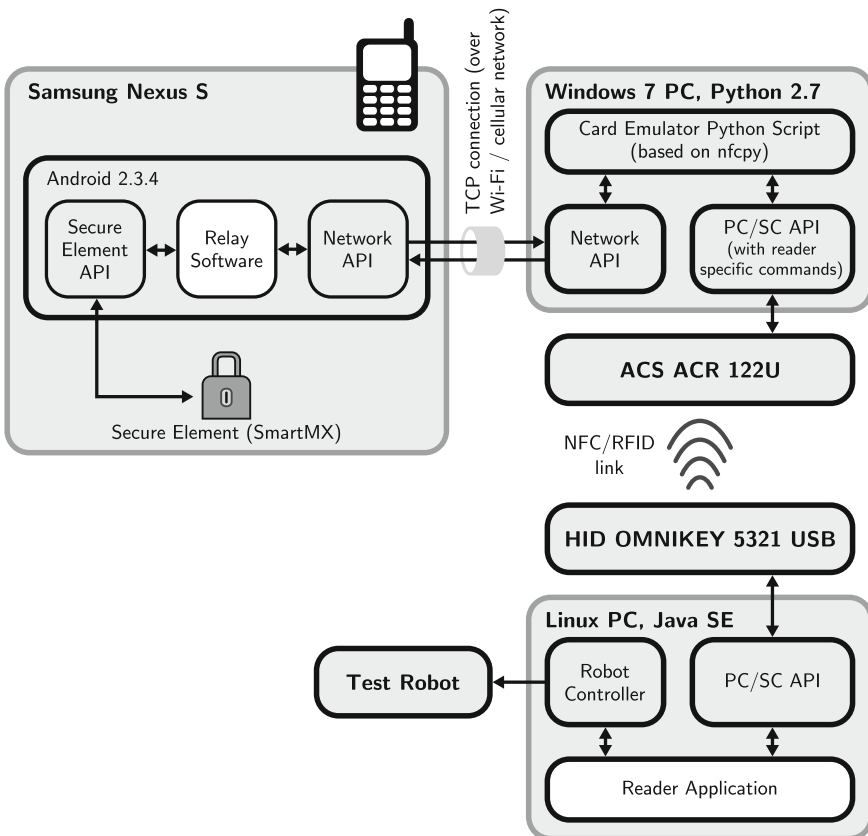 Samsung Nexus S
Android 2.3.4
Secure
Element
API
Relay
Software
Network
API
Secure Element (SmartMX)
TCP connection (over
Wi-Fi / cellular network)
Windows 7 PC, Python 2.7
Card Emulator Python Script
(based on nfcpy)
Network
API
PC/SC API
(with reader
specific commands)
ACS ACR 122U
NFC/RFID
link
HID OMNIKEY 5321 USB
Linux PC, Java SE
Test Robot
Robot
Controller
PC/SC API
Reader Application